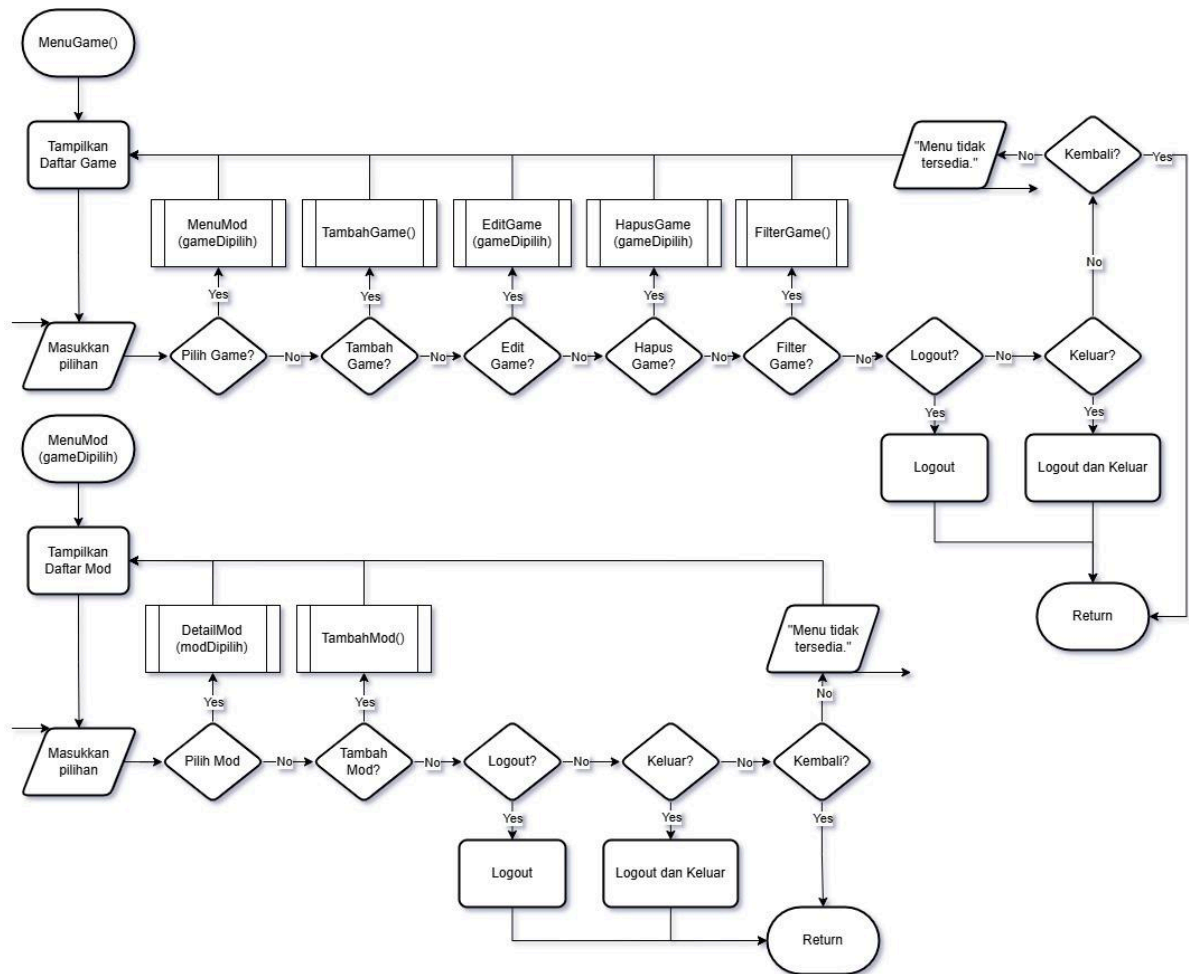 MenuGame()
Tampilkan
Daftar Game
"Menu tidak
tersedia."
No
Kembali?
Yes
MenuMod
(gameDipilih)
TambahGame()
EditGame
(gameDipilih)
HapusGame
(gameDipilih)
FilterGame()
Yes
Yes
Yes
Yes
Yes
No
Masukkan
pilihan
Pilih Game?
No
Tambah
Game?
No
Edit
Game?
No
Hapus
Game?
No
Filter
Game?
No
Logout?
No
Keluar?
Yes
Yes
Logout
Logout dan Keluar
Return
MenuMod
(gameDipilih)
Tampilkan
Daftar Mod
DetailMod
(modDipilih)
TambahMod()
"Menu tidak
tersedia."
Yes
Yes
No
Masukkan
pilihan
Pilih Mod
No
Tambah
Mod?
No
Logout?
No
Keluar?
No
Kembali?
Yes
Yes
Yes
Logout
Logout dan Keluar
Return